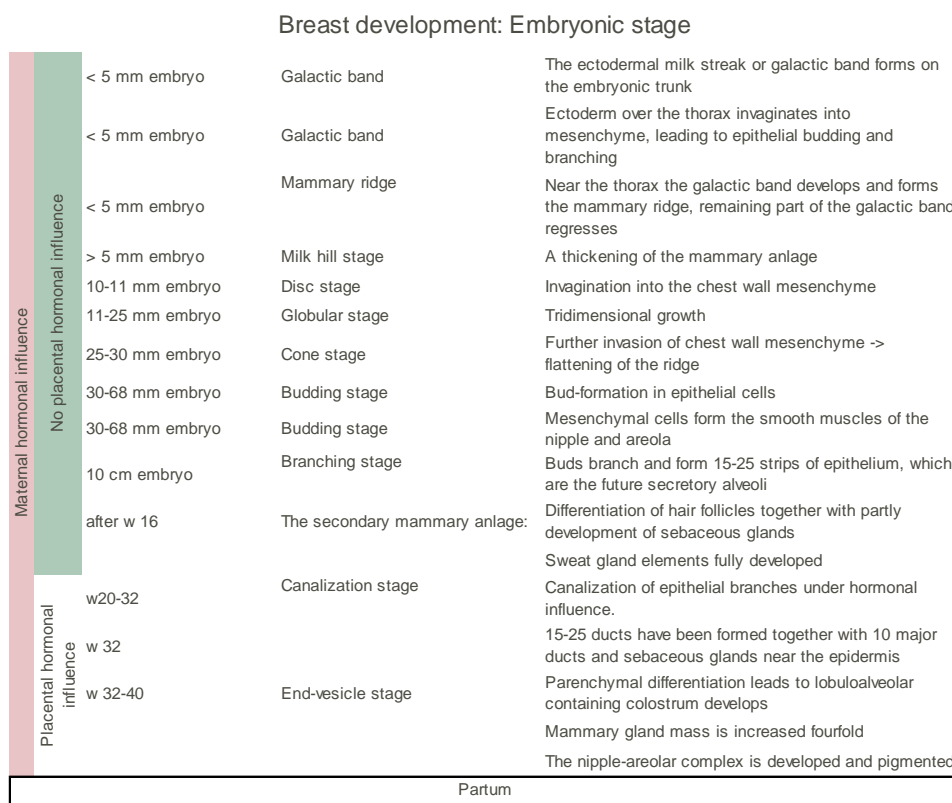 Breast development: Embryonic stage
Maternal hormonal influence
No placental hormonal influence
< 5 mm embryo
Galactic band
The ectodermal milk streak or galactic band forms on
the embryonic trunk
< 5 mm embryo
Galactic band
Ectoderm over the thorax invaginates into
mesenchyme, leading to epithelial budding and
branching
< 5 mm embryo
Mammary ridge
Near the thorax the galactic band develops and forms
the mammary ridge, remaining part of the galactic band
regresses
> 5 mm embryo
Milk hill stage
A thickening of the mammary anlage
10-11 mm embryo
Disc stage
Invagination into the chest wall mesenchyme
11-25 mm embryo
Globular stage
Tridimensional growth
25-30 mm embryo
Cone stage
Further invasion of chest wall mesenchyme ->
flattening of the ridge
30-68 mm embryo
Budding stage
Bud-formation in epithelial cells
30-68 mm embryo
Budding stage
Mesenchymal cells form the smooth muscles of the
nipple and areola
10 cm embryo
Branching stage
Buds branch and form 15-25 strips of epithelium, which
are the future secretory alveoli
after w 16
The secondary mammary anlage:
Differentiation of hair follicles together with partly
development of sebaceous glands
Sweat gland elements fully developed
Placental hormonal
influence
w20-32
Canalization stage
Canalization of epithelial branches under hormonal
influence.
w 32
15-25 ducts have been formed together with 10 major
ducts and sebaceous glands near the epidermis
w 32-40
End-vesicle stage
Parenchymal differentiation leads to lobuloalveolar
containing colostrum develops
Mammary gland mass is increased fourfold
The nipple-areolar complex is developed and pigmented
Partum